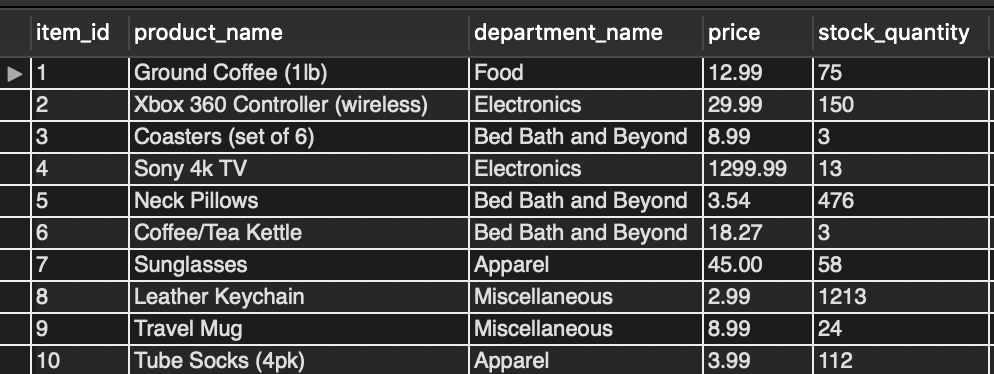 item_id product_name department_name price stock_quantity
1 Ground Coffee (1lb) Food 12.99 75
2 Xbox 360 Controller (wireless) Electronics 29.99 150
3 Coasters (set of 6) Bed Bath and Beyond 8.99 3
4 Sony 4k TV Electronics 1299.99 13
5 Neck Pillows Bed Bath and Beyond 3.54 476
6 Coffee/Tea Kettle Bed Bath and Beyond 18.27 3
7 Sunglasses Apparel 45.00 58
8 Leather Keychain Miscellaneous 2.99 1213
9 Travel Mug Miscellaneous 8.99 24
10 Tube Socks (4pk) Apparel 3.99 112